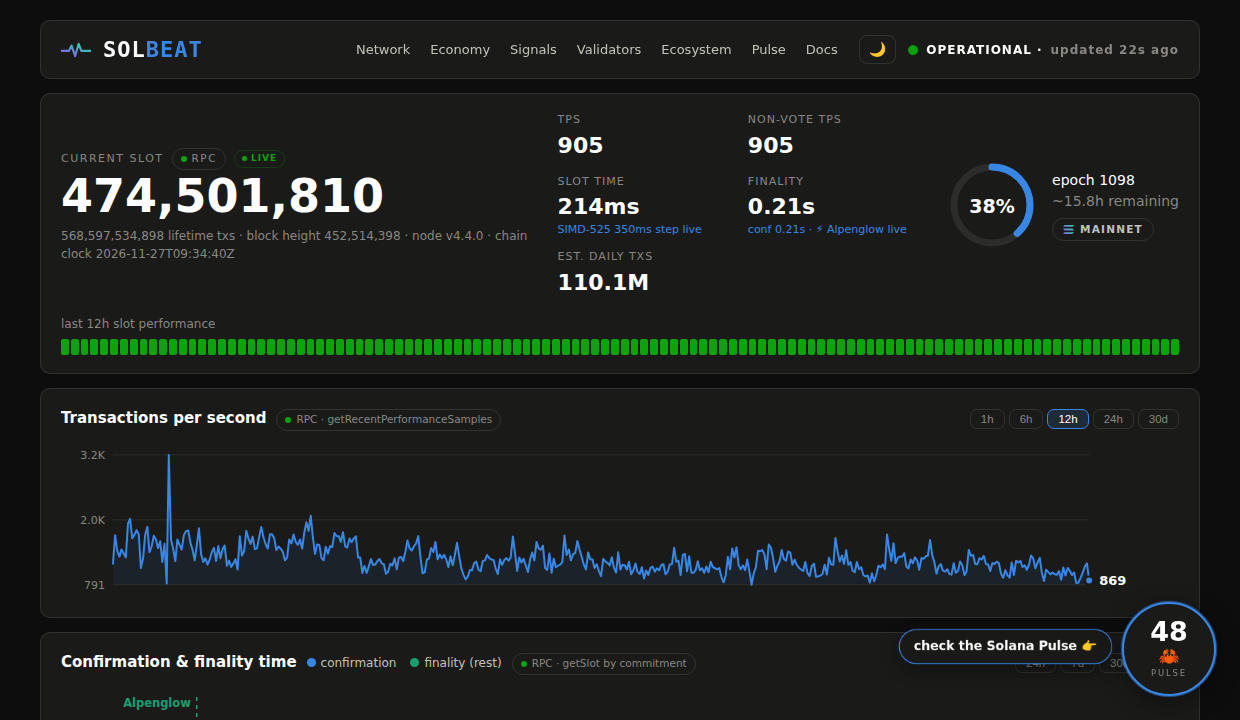 SOLBEAT
Network Economy Signals Validators Ecosystem Pulse Docs
OPERATIONAL · updated 22s ago
CURRENT SLOT RPC LIVE
474,501,810
568,597,534,898 lifetime txs · block height 452,514,398 · node v4.4.0 · chain
clock 2026-11-27T09:34:40Z
TPS
905
NON-VOTE TPS
905
SLOT TIME
214ms
SIMD-525 350ms step live
FINALITY
0.21s
conf 0.21s · ⚡ Alpenglow live
EST. DAILY TXS
110.1M
38%
epoch 1098
~15.8h remaining
MAINNET
last 12h slot performance
Transactions per second RPC · getRecentPerformanceSamples
1h 6h 12h 24h 30d
3.2K
2.0K
791
869
Confirmation & finality time confirmation finality (rest) RPC · getSlot by commitment
Alpenglow
check the Solana Pulse 👉
48
PULSE